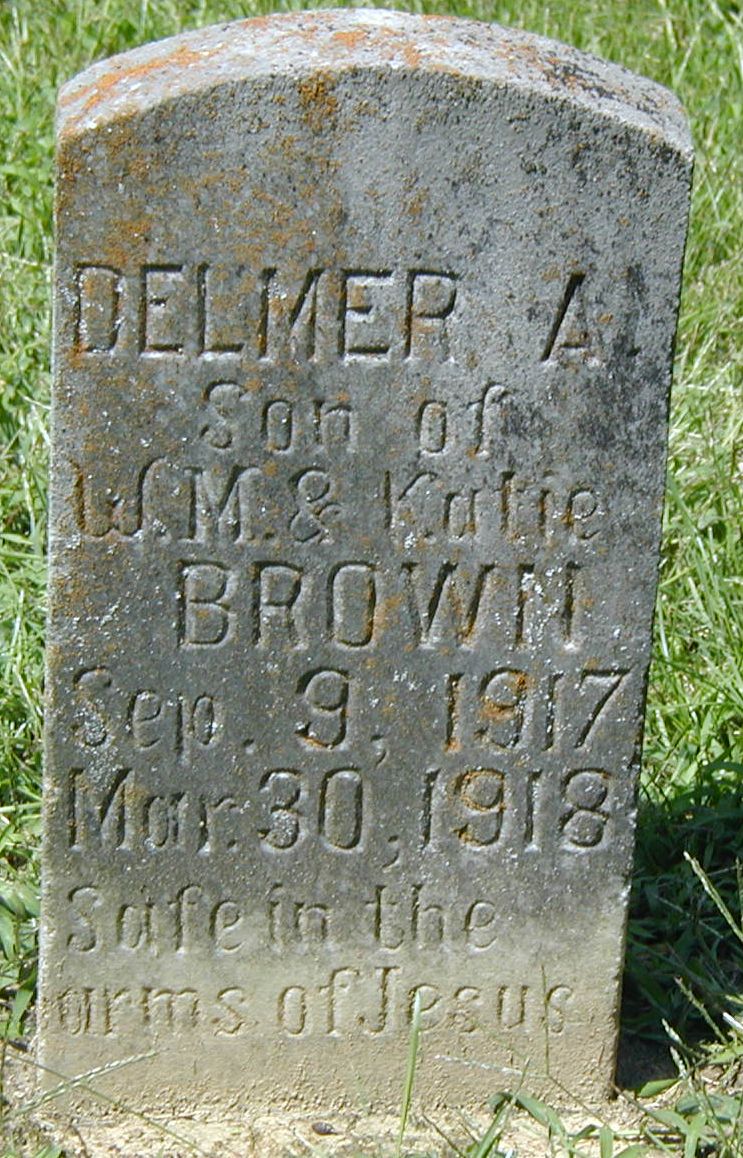 DELMER A.
Son of
W.M. & Katie
BROWN
Sep. 9, 1917
Mar. 30, 1918
Safe in the
arms of Jesus